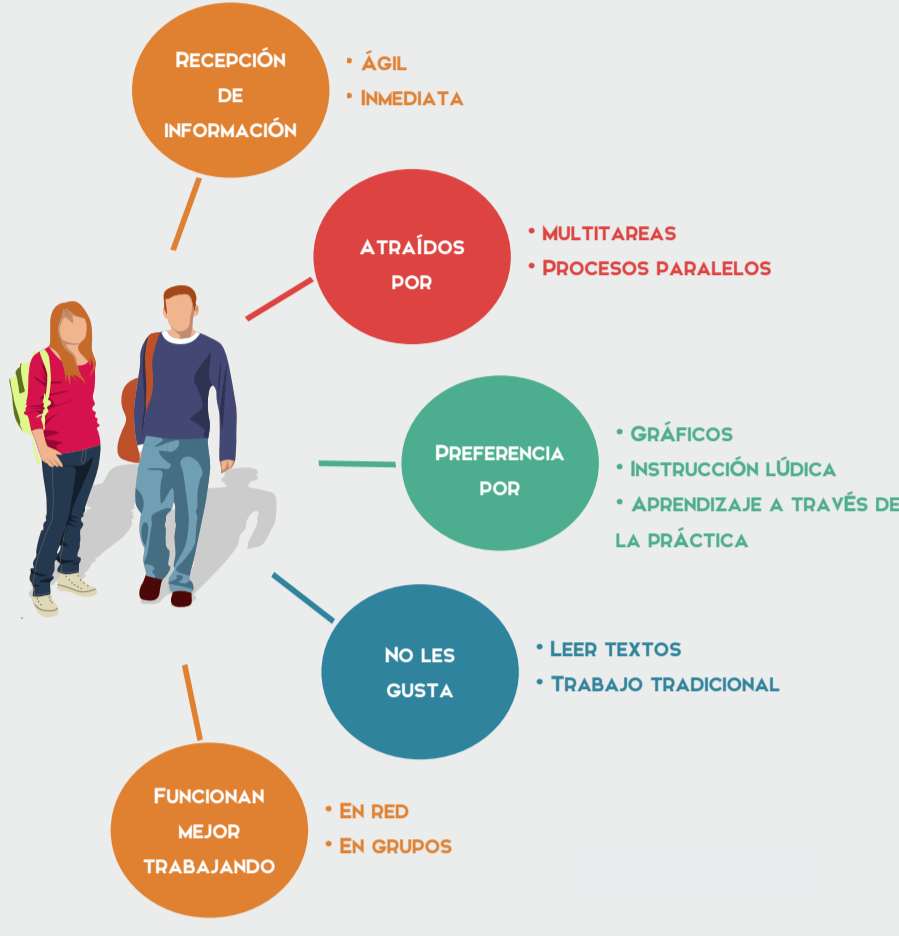 RECEPCIÓN
DE
INFORMACIÓN
• ÁGIL
• INMEDIATA
ATRAÍDOS
POR
• MULTITAREAS
• PROCESOS PARALELOS
PREFERENCIA
POR
• GRÁFICOS
• INSTRUCCIÓN LÚDICA
• APRENDIZAJE A TRAVÉS DE
LA PRÁCTICA
NO LES
GUSTA
• LEER TEXTOS
• TRABAJO TRADICIONAL
FUNCIONAN
MEJOR
TRABAJANDO
• EN RED
• EN GRUPOS